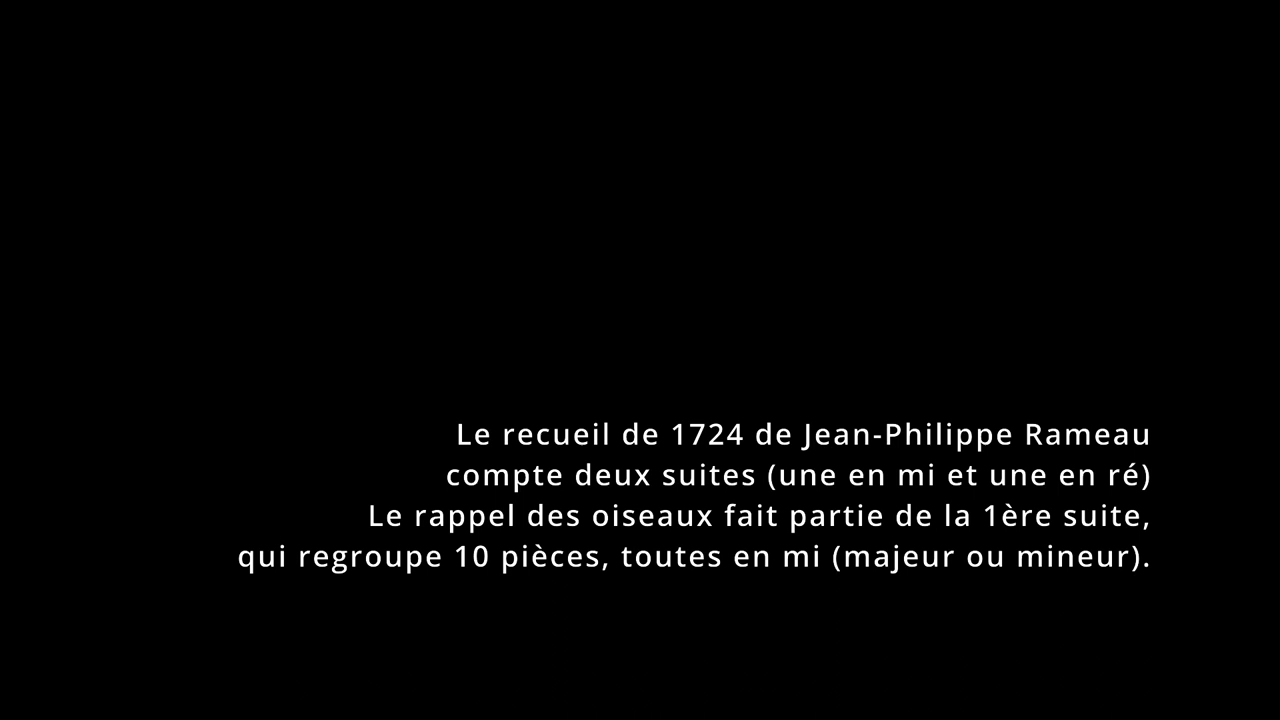 Le recueil de 1724 de Jean-Philippe Rameau
compte deux suites (une en mi et une en ré)
Le rappel des oiseaux fait partie de la 1ère suite,
qui regroupe 10 pièces, toutes en mi (majeur ou mineur).